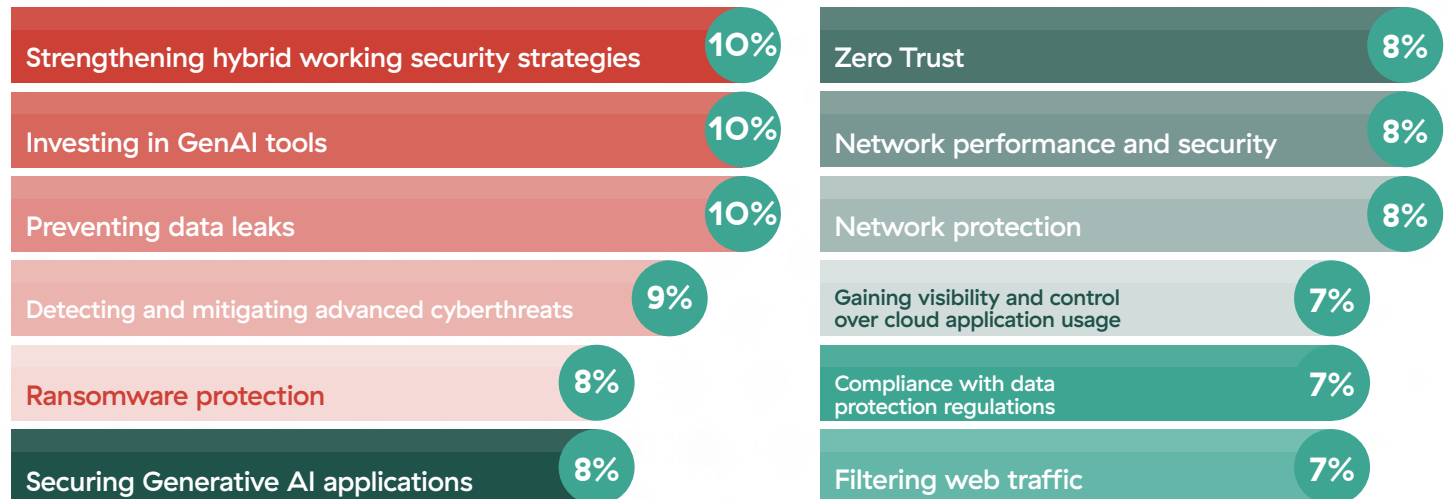 Strengthening hybrid working security strategies 10%
Investing in GenAI tools 10%
Preventing data leaks 10%
Detecting and mitigating advanced cyberthreats 9%
Ransomware protection 8%
Securing Generative AI applications 8%
Zero Trust 8%
Network performance and security 8%
Network protection 8%
Gaining visibility and control
over cloud application usage 7%
Compliance with data
protection regulations 7%
Filtering web traffic 7%